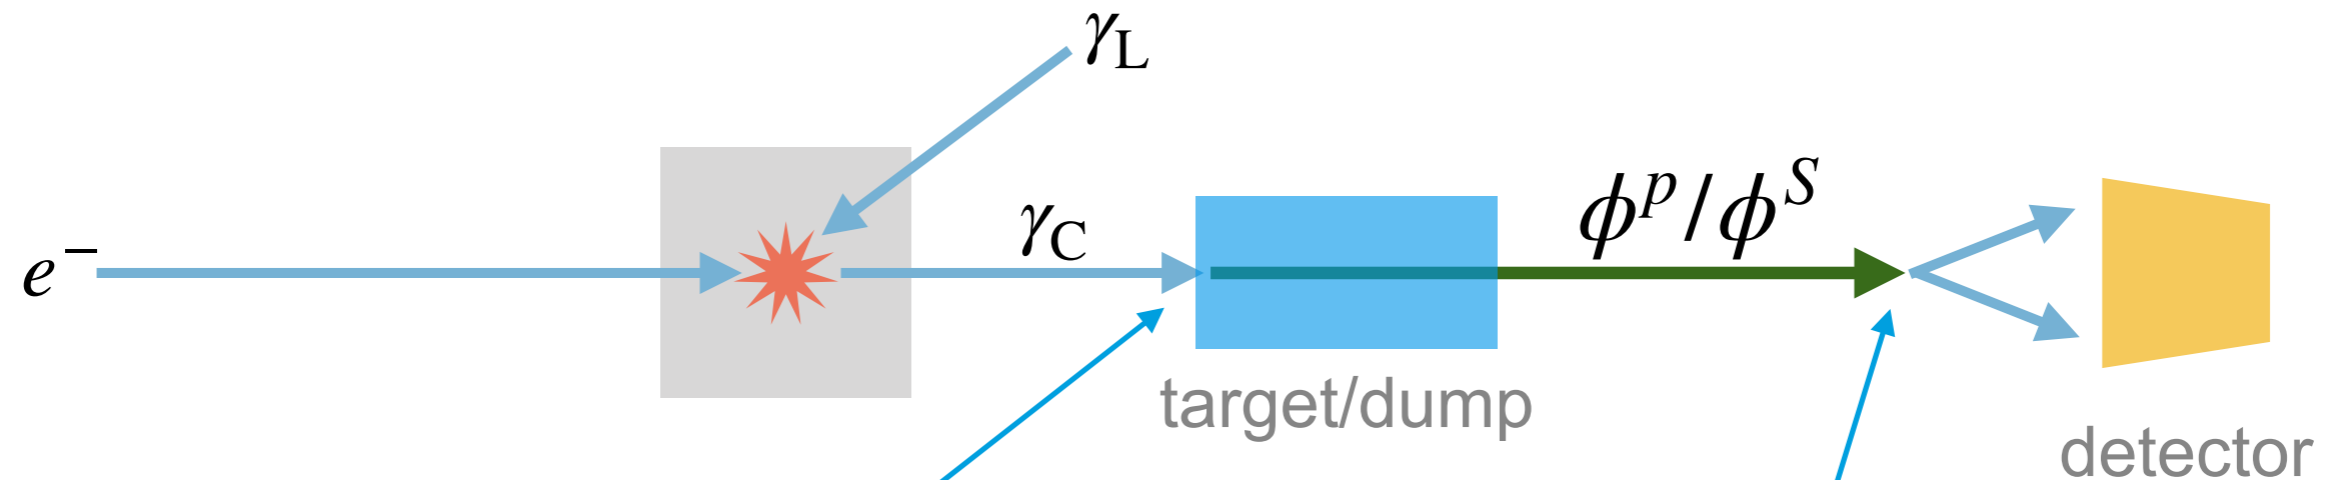 γL
ϕᵖ/ϕˢ
γC
e⁻
target/dump
detector